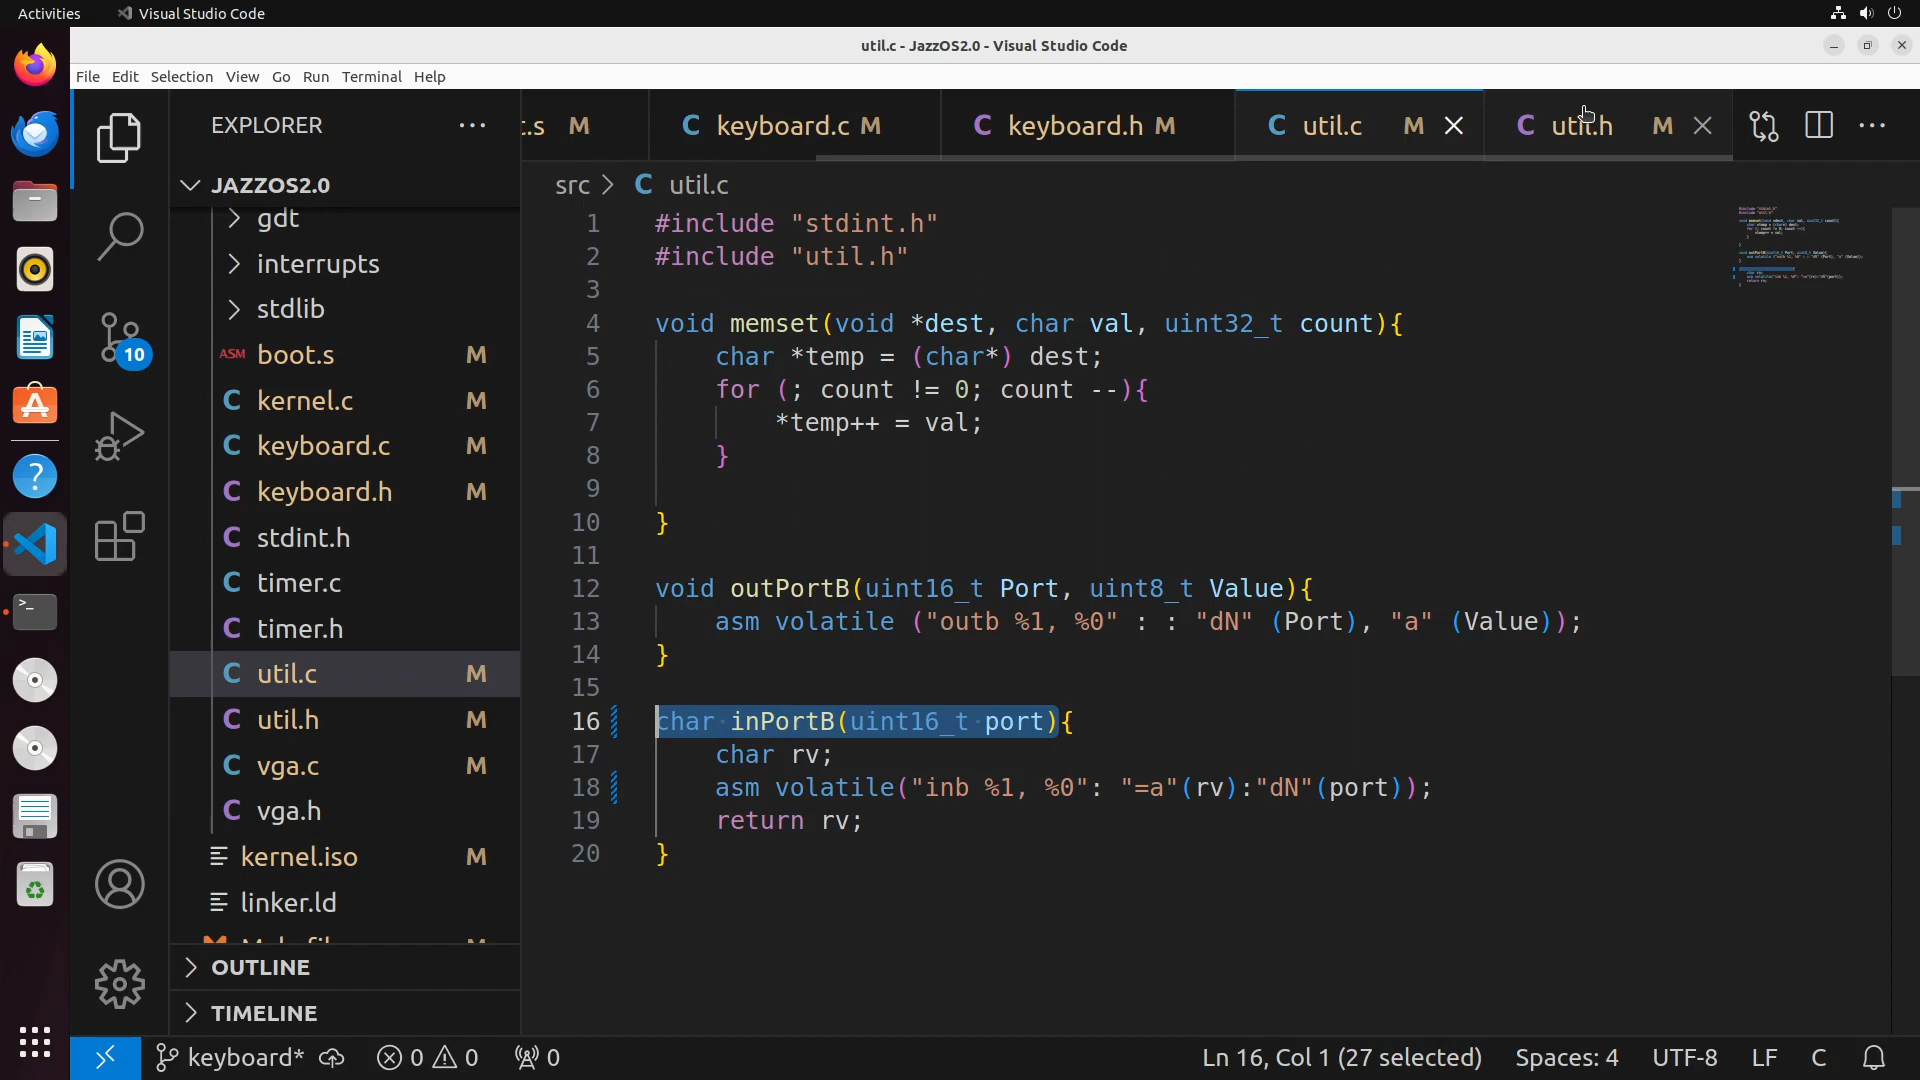 Activities
Visual Studio Code
util.c - JazzOS2.0 - Visual Studio Code
File Edit Selection View Go Run Terminal Help
EXPLORER
t.s M
C keyboard.c M
C keyboard.h M
C util.c M
C util.h M
JAZZOS2.0
src > C util.c
gdt
interrupts
stdlib
ASM boot.s M
C kernel.c M
C keyboard.c M
C keyboard.h M
C stdint.h
C timer.c
C timer.h
C util.c M
C util.h M
C vga.c M
C vga.h
kernel.iso M
linker.ld
OUTLINE
TIMELINE
10
1 #include "stdint.h"
2 #include "util.h"
3
4 void memset(void *dest, char val, uint32_t count){
5 char *temp = (char*) dest;
6 for (; count != 0; count --){
7 *temp++ = val;
8 }
9
10 }
11
12 void outPortB(uint16_t Port, uint8_t Value){
13 asm volatile ("outb %1, %0" : : "dN" (Port), "a" (Value));
14 }
15
16 char inPortB(uint16_t port){
17 char rv;
18 asm volatile("inb %1, %0": "=a"(rv):"dN"(port));
19 return rv;
20 }
keyboard* 0 0 0
Ln 16, Col 1 (27 selected) Spaces: 4 UTF-8 LF C